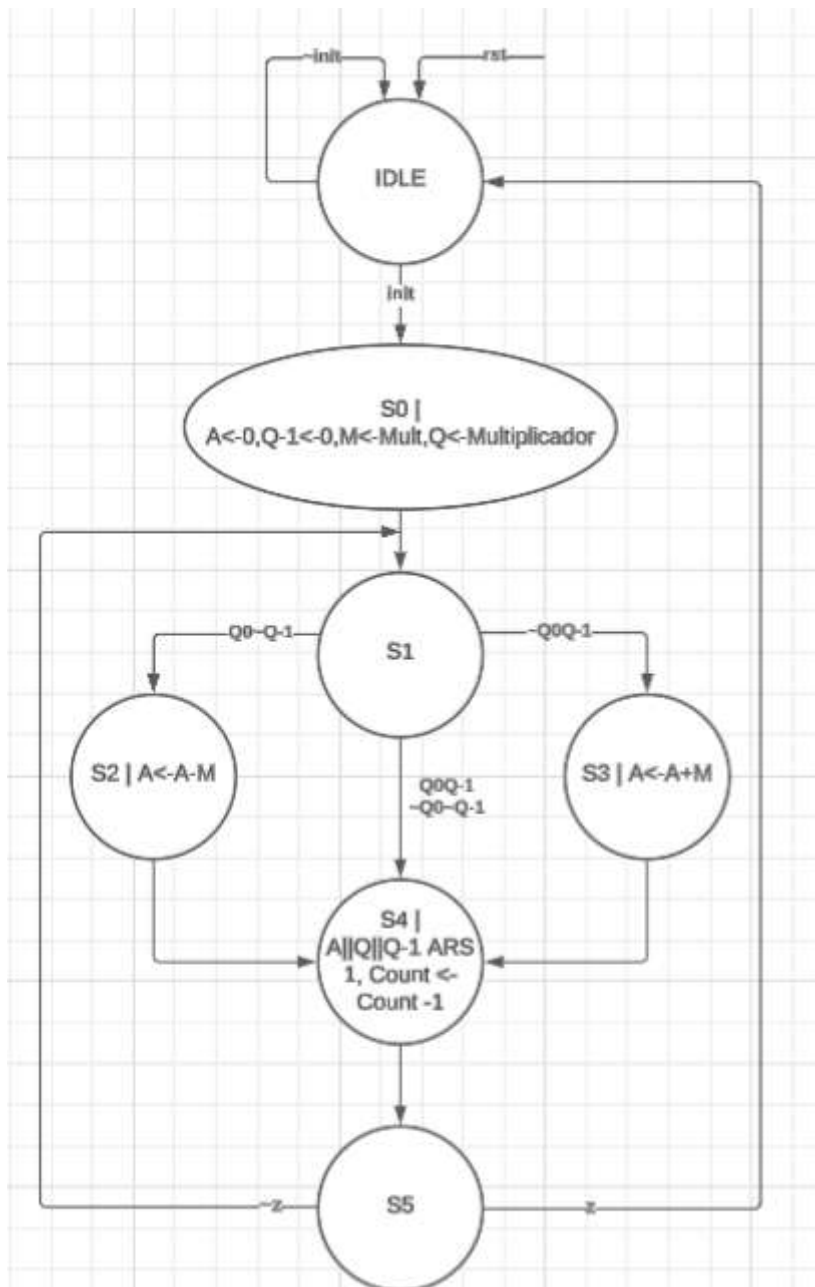 ~init
rst
IDLE
init
S0 |
A<-0,Q-1<-0,M<-Mult,Q<-Multiplicador
Q0~Q-1
S1
~Q0Q-1
S2 | A<-A-M
Q0Q-1
~Q0~Q-1
S3 | A<-A+M
S4 |
A||Q||Q-1 ARS
1, Count <-
Count -1
~z
S5
z